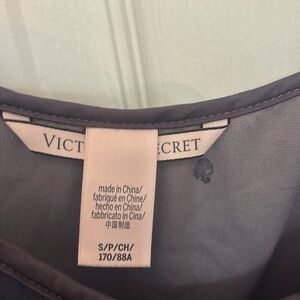 VICT ECRET
made in China/
fabriqué en Chine/
hecho en China/
fabbricato in Cina/
中国制造
S/P/CH/
170/88A